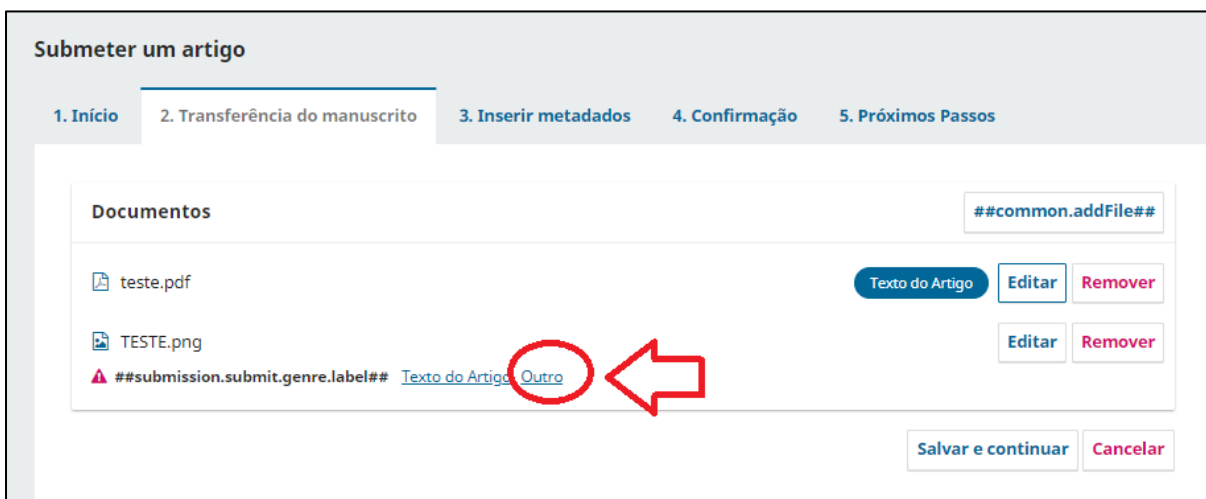 Submeter um artigo
1. Início 2. Transferência do manuscrito 3. Inserir metadados 4. Confirmação 5. Próximos Passos
Documentos ##common.addFile##
teste.pdf Texto do Artigo Editar Remover
TESTE.png Editar Remover
##submission.submit.genre.label## Texto do Artigo Outro
Salvar e continuar Cancelar